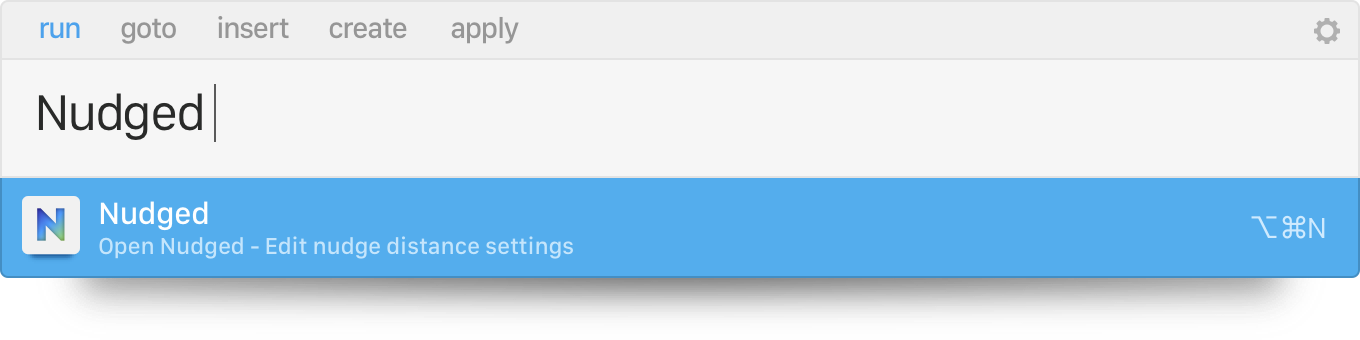 run goto insert create apply
Nudged
Nudged
Open Nudged - Edit nudge distance settings
⌥⌘N